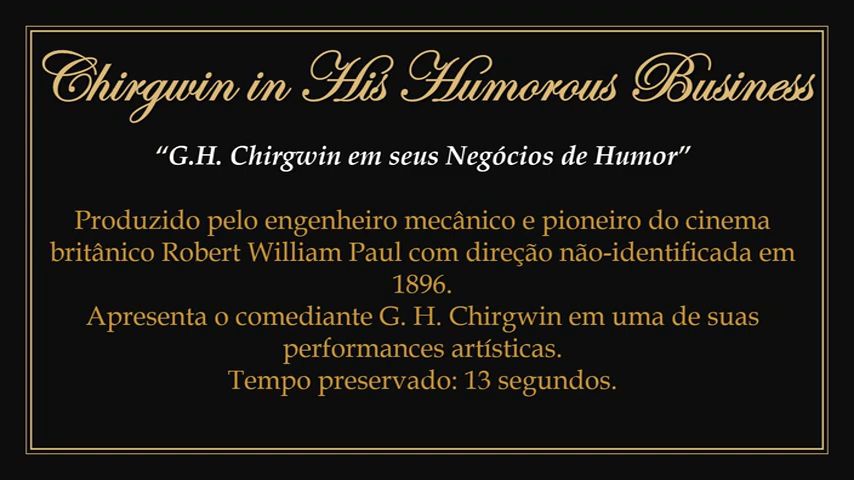 Chirgwin in His Humorous Business
“G.H. Chirgwin em seus Negócios de Humor”
Produzido pelo engenheiro mecânico e pioneiro do cinema
britânico Robert William Paul com direção não-identificada em
1896.
Apresenta o comediante G. H. Chirgwin em uma de suas
performances artísticas.
Tempo preservado: 13 segundos.